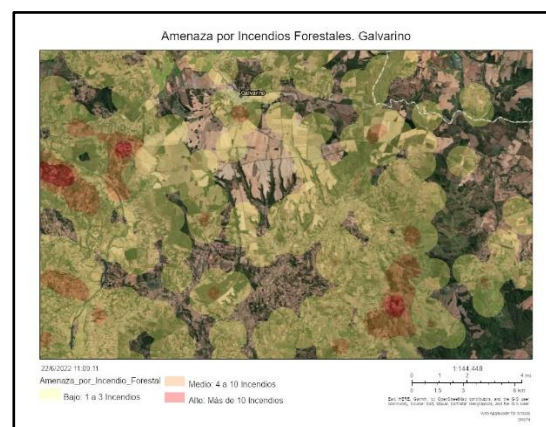 Amenaza por Incendios Forestales. Galvarino
Galvarino
22/6/2022 11:09:11
Amenaza_por_Incendio_Forestal
Bajo: 1 a 3 Incendios
Medio: 4 a 10 Incendios
Alto: Más de 10 Incendios
1:144,448
0 1 2 4 mi
0 1.5 3 6 km